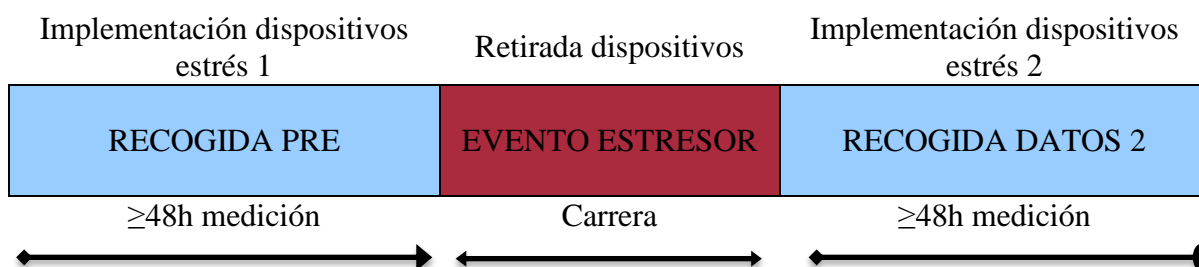 Implementación dispositivos
estrés 1
Retirada dispositivos
Implementación dispositivos
estrés 2
RECOGIDA PRE
EVENTO ESTRESOR
RECOGIDA DATOS 2
≥48h medición
Carrera
≥48h medición